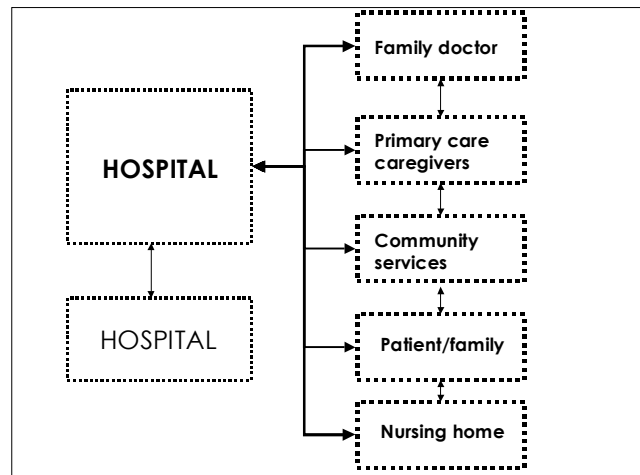 Family doctor
Primary care
caregivers
HOSPITAL
Community
services
HOSPITAL
Patient/family
Nursing home